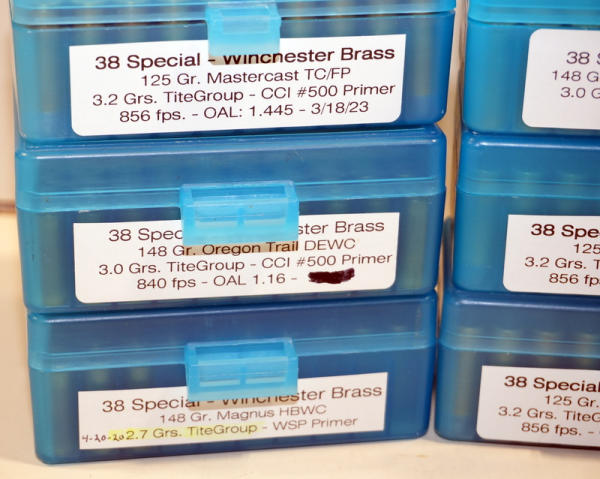 38 Special - Winchester Brass
125 Gr. Mastercast TC/FP
3.2 Grs. TiteGroup - CCI #500 Primer
856 fps. - OAL: 1.445 - 3/18/23
38 Spec ster Brass
148 Gr. Oregon Trail DEWC
3.0 Grs. TiteGroup - CCI #500 Primer
840 fps - OAL 1.16 -
38 Special - Winchester Brass
148 Gr. Magnus HBWC
4-20-20 2.7 Grs. TiteGroup - WSP Primer
38
148 G
3.0 G
38 Spe
125
3.2 Grs. T
856 fps
38 Special
125 Gr.
3.2 Grs. Tite
856 fps. -